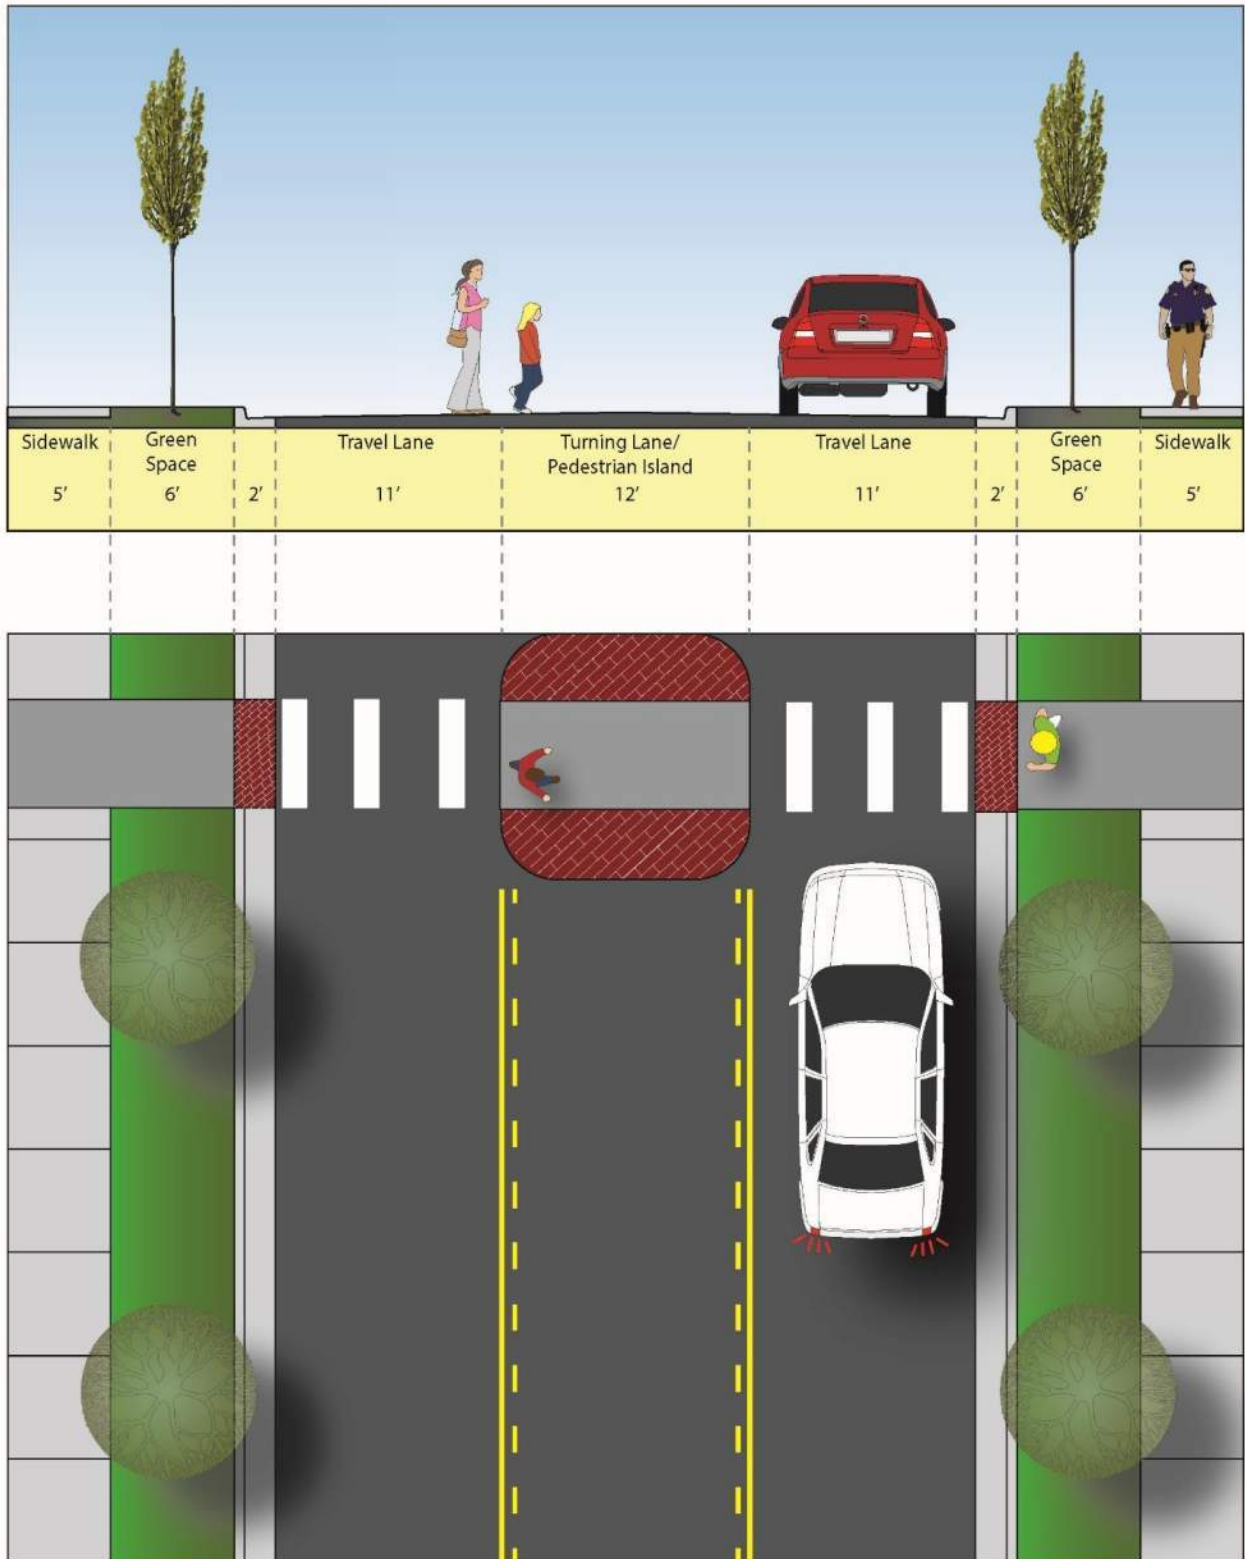 Sidewalk
5’
Green
Space
6’
2’
Travel Lane
11’
Turning Lane/
Pedestrian Island
12’
Travel Lane
11’
2’
Green
Space
6’
Sidewalk
5’